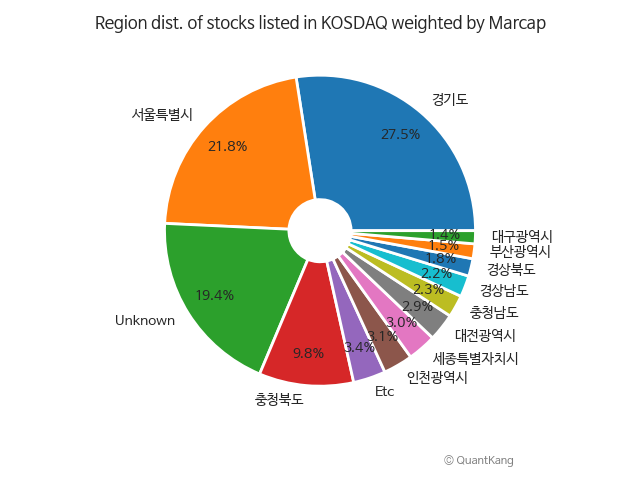 Region dist. of stocks listed in KOSDAQ weighted by Marcap
경기도
27.5%
서울특별시
21.8%
Unknown
19.4%
충청북도
9.8%
Etc
3.4%
인천광역시
3.1%
세종특별자치시
3.0%
대전광역시
2.9%
충청남도
2.3%
경상남도
2.2%
경상북도
1.8%
부산광역시
1.5%
대구광역시
1.4%
© QuantKang